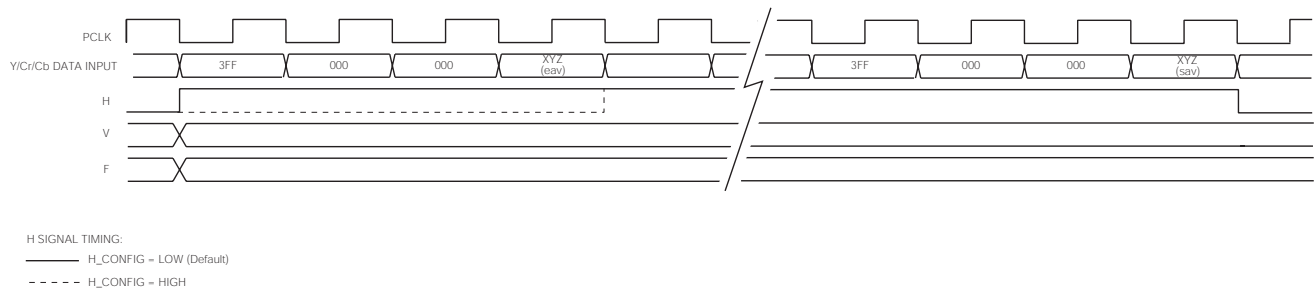 PCLK
Y/Cr/Cb DATA INPUT
3FF
000
000
XYZ
(eav)
3FF
000
000
XYZ
(sav)
H
V
F
H SIGNAL TIMING:
H_CONFIG = LOW (Default)
H_CONFIG = HIGH